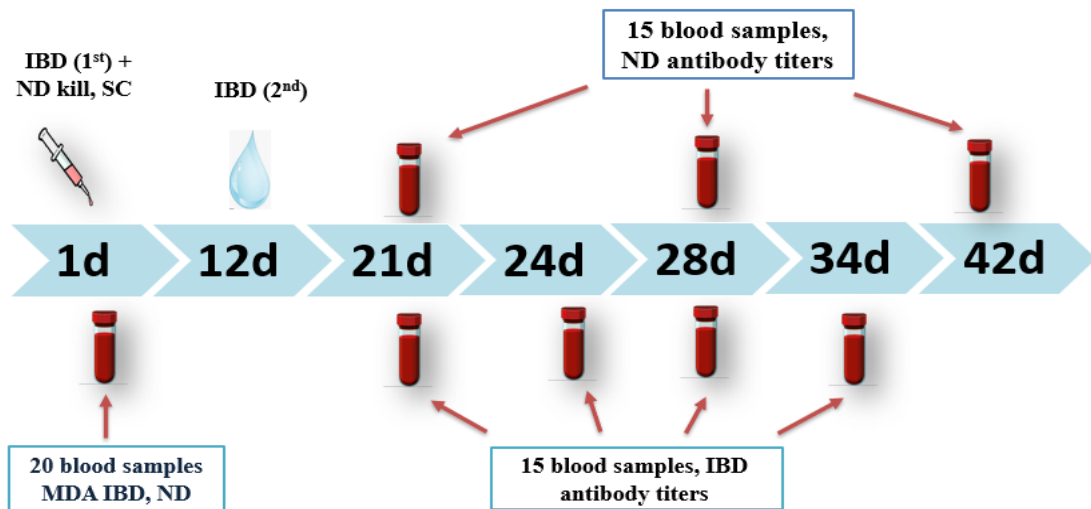 15 blood samples,
ND antibody titers
IBD (1st) +
ND kill, SC
IBD (2nd)
1d
12d
21d
24d
28d
34d
42d
20 blood samples
MDA IBD, ND
15 blood samples, IBD
antibody titers